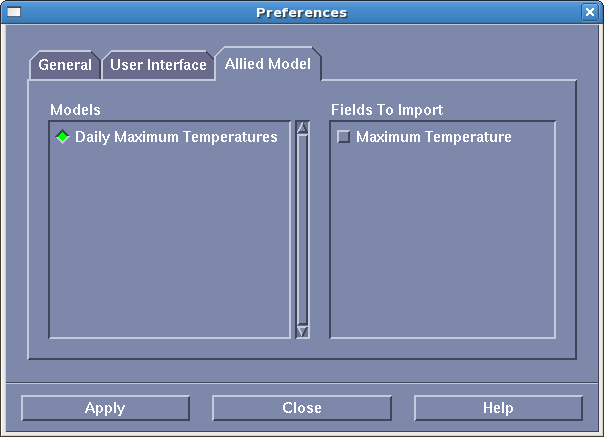 Preferences
General
User Interface
Allied Model
Models
Daily Maximum Temperatures
Fields To Import
Maximum Temperature
Apply
Close
Help